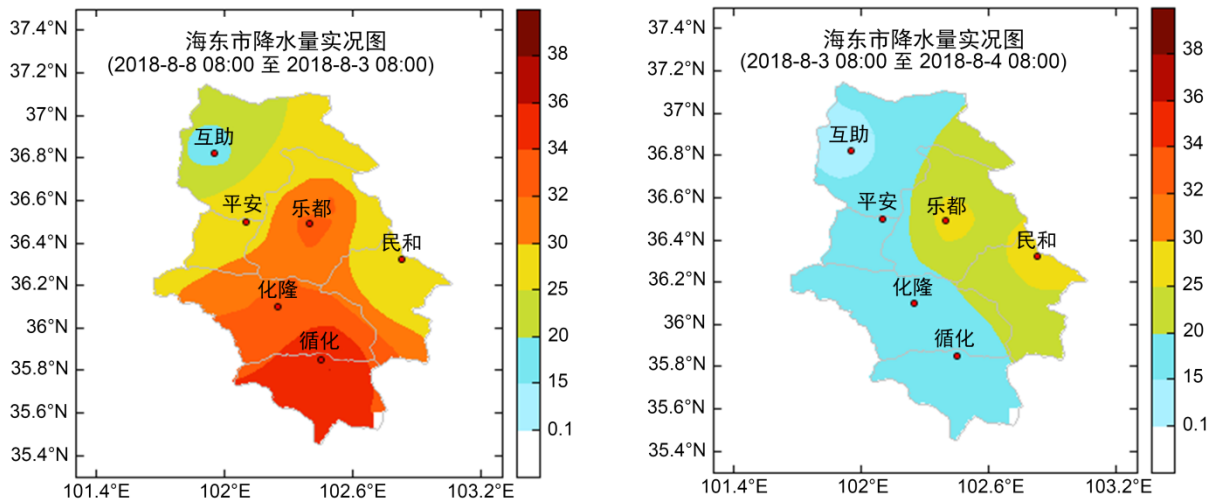 海东市降水量实况图
(2018-8-8 08:00 至 2018-8-3 08:00)
37.4°N
37.2°N
37°N
36.8°N
36.6°N
36.4°N
36.2°N
36°N
35.8°N
35.6°N
35.4°N
互助
平安
乐都
民和
化隆
循化
101.4°E
102°E
102.6°E
103.2°E
38
36
34
32
30
25
20
15
0.1
海东市降水量实况图
(2018-8-3 08:00 至 2018-8-4 08:00)
37.4°N
37.2°N
37°N
36.8°N
36.6°N
36.4°N
36.2°N
36°N
35.8°N
35.6°N
35.4°N
互助
平安
乐都
民和
化隆
循化
101.4°E
102°E
102.6°E
103.2°E
38
36
34
32
30
25
20
15
0.1